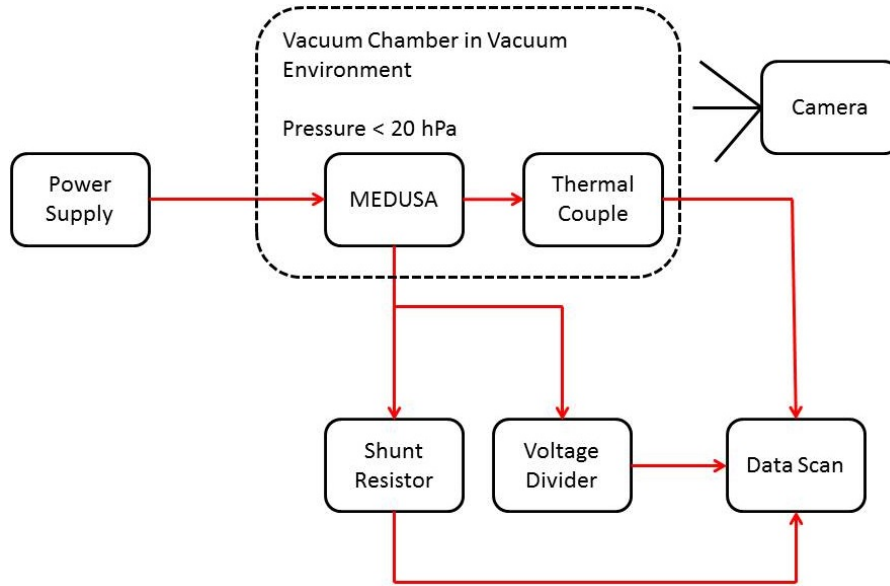 Vacuum Chamber in Vacuum
Environment
Pressure < 20 hPa
Camera
Power
Supply
MEDUSA
Thermal
Couple
Shunt
Resistor
Voltage
Divider
Data Scan